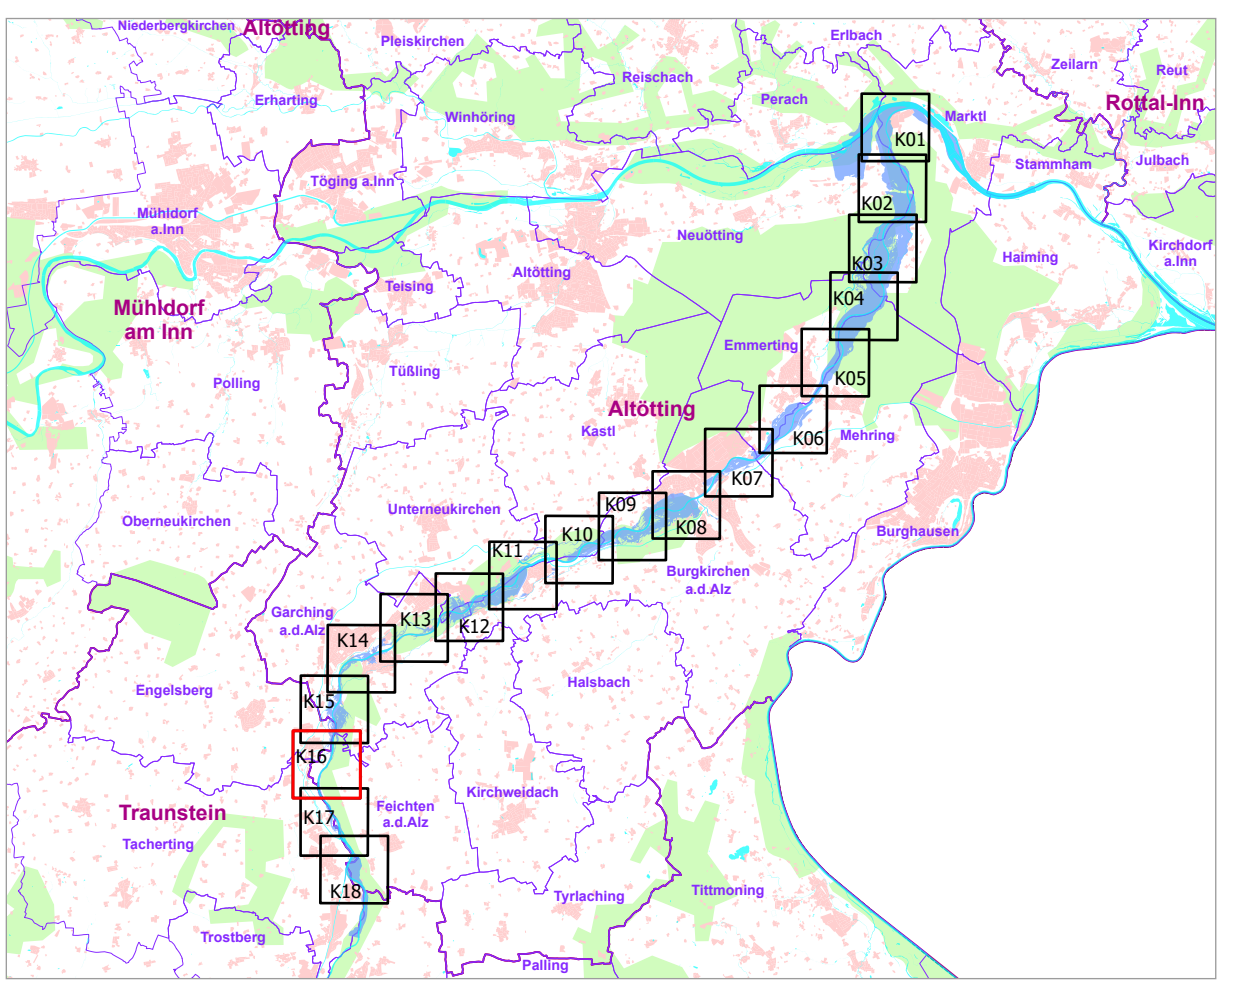 Niederbergkirchen
Altötting
Pleiskirchen
Erlbach
Zeilarn
Reut
Reischach
Erharting
Winhöring
Perach
Marktl
Rottal-Inn
K01
Stammham
Julbach
Töging a.Inn
Mühldorf
a.Inn
K02
Neuötting
Kirchdorf
a.Inn
Haiming
Altötting
K03
Teising
K04
Mühldorf
am Inn
Emmerting
Tüßling
K05
Polling
Altötting
Kastl
K06
Mehring
K07
K09
Unterneukirchen
Oberneukirchen
K08
K10
Burghausen
K11
Burgkirchen
a.d.Alz
Garching
a.d.Alz
K13
K12
K14
Engelsberg
Halsbach
K15
K16
Kirchweidach
Traunstein
Feichten
a.d.Alz
K17
Tacherting
K18
Tyrlaching
Tittmoning
Trostberg
Palling